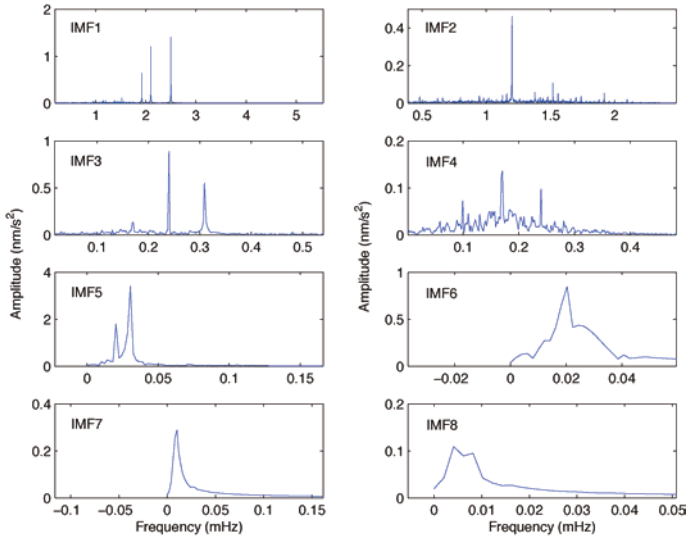 IMF1
2
1
0
1 2 3 4 5
IMF2
0.4
0.2
0
0.5 1 1.5 2
IMF3
1
0.5
0
0.1 0.2 0.3 0.4 0.5
IMF4
0.2
0.1
0
0.1 0.2 0.3 0.4
Amplitude (nm/s²)
Amplitude (nm/s²)
IMF5
4
2
0
0 0.05 0.1 0.15
IMF6
1
0.5
0
−0.02 0 0.02 0.04
IMF7
0.4
0.2
0
−0.1 −0.05 0 0.05 0.1 0.15
Frequency (mHz)
IMF8
0.2
0.1
0
0 0.01 0.02 0.03 0.04 0.05
Frequency (mHz)